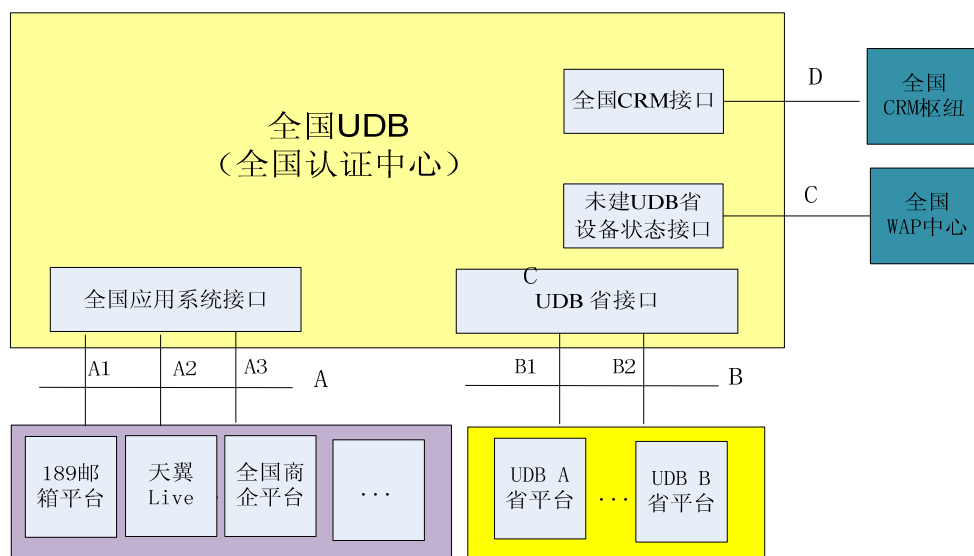 全国UDB
（全国认证中心）
全国CRM接口
D
全国
CRM枢纽
未建UDB省
设备状态接口
C
全国
WAP中心
全国应用系统接口
C
UDB 省接口
A1
A2
A3
A
B1
B2
B
189邮
箱平台
天翼
Live
全国商
企平台
...
UDB A
省平台
...
UDB B
省平台